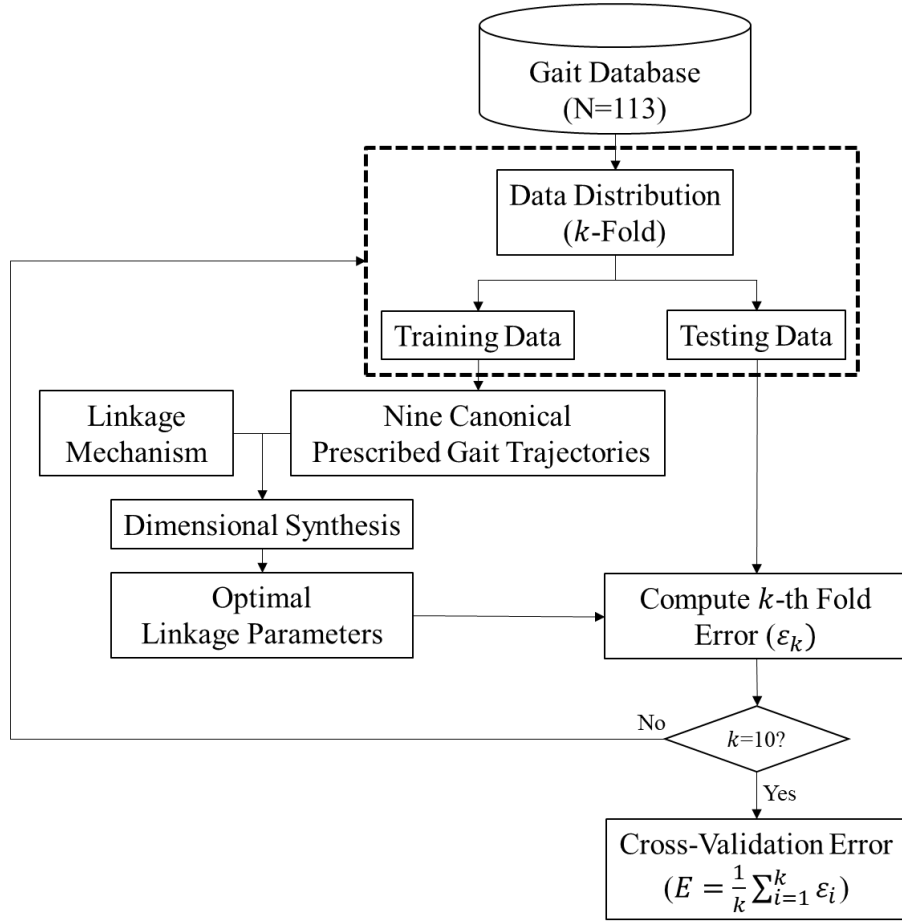 Gait Database
(N=113)
Data Distribution
(k-Fold)
Training Data
Testing Data
Linkage
Mechanism
Nine Canonical
Prescribed Gait Trajectories
Dimensional Synthesis
Optimal
Linkage Parameters
Compute k-th Fold
Error (εₖ)
No
k=10?
Yes
Cross-Validation Error
(E = 1/k ∑ᵢ₌₁ᵏ εᵢ)